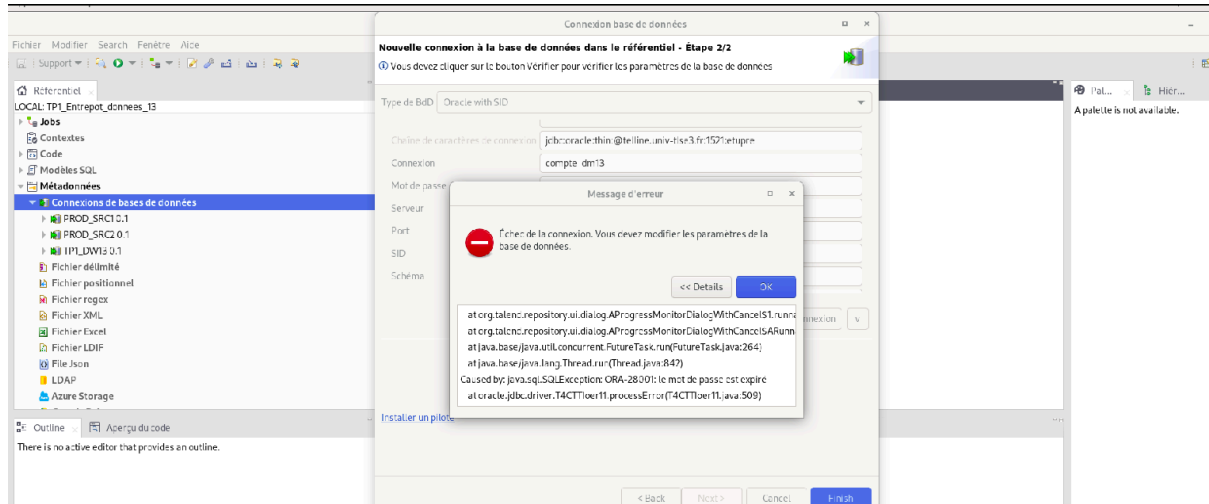 Connexion base de données
Fichier Modifier Search Fenêtre Aide
Support
Nouvelle connexion à la base de données dans le référentiel - Étape 2/2
Vous devez cliquer sur le bouton Vérifier pour vérifier les paramètres de la base de données
Référentiel
LOCAL: TP1_Entrepot_donnees_13
Jobs
Contextes
Code
Modèles SQL
Métadonnées
Connexions de bases de données
PROD_SRC1 0.1
PROD_SRC2 0.1
TP1_DW13 0.1
Fichier délimité
Fichier positionnel
Fichier regex
Fichier XML
Fichier Excel
Fichier LDIF
File Json
LDAP
Azure Storage
Type de BdD Oracle with SID
Chaîne de caractères de connexion jdbc:oracle:thin:@telline.univ-tlse3.fr:1521:etupre
Connexion compte_dm13
Mot de passe
Serveur
Port
SID
Schéma
nnexion
Message d'erreur
Échec de la connexion. Vous devez modifier les paramètres de la
base de données.
<< Details OK
at org.talend.repository.ui.dialog.AProgressMonitorDialogWithCancel$1.runna
at org.talend.repository.ui.dialog.AProgressMonitorDialogWithCancel$ARunn
at java.base/java.util.concurrent.FutureTask.run(FutureTask.java:264)
at java.base/java.lang.Thread.run(Thread.java:842)
Caused by: java.sql.SQLException: ORA-28001: le mot de passe est expiré
at oracle.jdbc.driver.T4CTTIoer11.processError(T4CTTIoer11.java:509)
Installer un pilote
< Back Next > Cancel Finish
Pal... Hiér...
A palette is not available.
Outline Aperçu du code
There is no active editor that provides an outline.